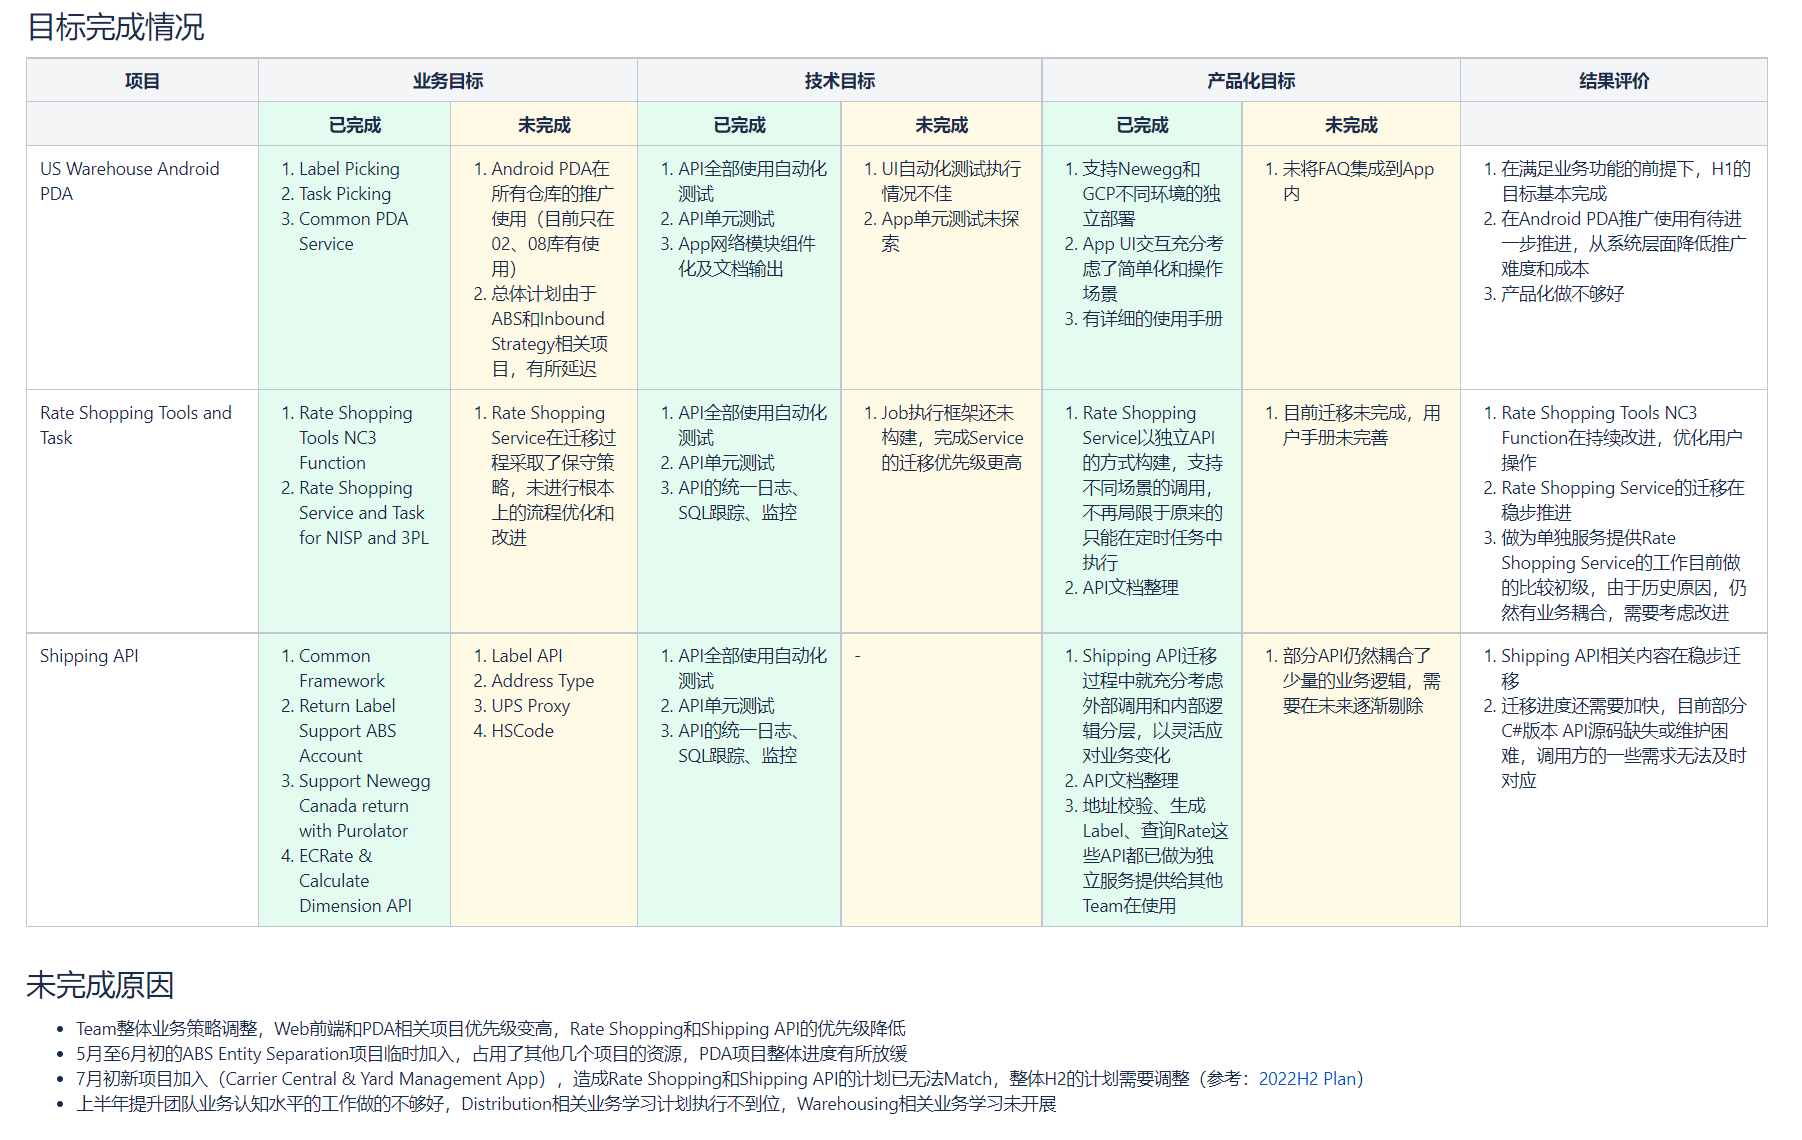 目标完成情况
项目
业务目标
技术目标
产品化目标
结果评价
已完成
未完成
已完成
未完成
已完成
未完成
US Warehouse Android
PDA
1. Label Picking
2. Task Picking
3. Common PDA
Service
1. Android PDA在
所有仓库的推广
使用（目前只在
02、08库有使
用）
2. 总体计划由于
ABS和Inbound
Strategy相关项
目，有所延迟
1. API全部使用自动化
测试
2. API单元测试
3. App网络模块组件
化及文档输出
1. UI自动化测试执行
情况不佳
2. App单元测试未探
索
1. 支持Newegg和
GCP不同环境的独
立部署
2. App UI交互充分考
虑了简单化和操作
场景
3. 有详细的使用手册
1. 未将FAQ集成到App
内
1. 在满足业务功能的前提下，H1的
目标基本完成
2. 在Android PDA推广使用有待进
一步推进，从系统层面降低推广
难度和成本
3. 产品化做不够好
Rate Shopping Tools and
Task
1. Rate Shopping
Tools NC3
Function
2. Rate Shopping
Service and Task
for NISP and 3PL
1. Rate Shopping
Service在迁移过
程采取了保守策
略，未进行根本
上的流程优化和
改进
1. API全部使用自动化
测试
2. API单元测试
3. API的统一日志、
SQL跟踪、监控
1. Job执行框架还未
构建，完成Service
的迁移优先级更高
1. Rate Shopping
Service以独立API
的方式构建，支持
不同场景的调用，
不再局限于原来的
只能在定时任务中
执行
2. API文档整理
1. 目前迁移未完成，用
户手册未完善
1. Rate Shopping Tools NC3
Function在持续改进，优化用户
操作
2. Rate Shopping Service的迁移在
稳步推进
3. 做为单独服务提供Rate
Shopping Service的工作目前做
的比较初级，由于历史原因，仍
然有业务耦合，需要考虑改进
Shipping API
1. Common
Framework
2. Return Label
Support ABS
Account
3. Support Newegg
Canada return
with Purolator
4. ECRate &
Calculate
Dimension API
1. Label API
2. Address Type
3. UPS Proxy
4. HSCode
1. API全部使用自动化
测试
2. API单元测试
3. API的统一日志、
SQL跟踪、监控
-
1. Shipping API迁移
过程中就充分考虑
外部调用和内部逻
辑分层，以灵活应
对业务变化
2. API文档整理
3. 地址校验、生成
Label、查询Rate这
些API都已做为独
立服务提供给其他
Team在使用
1. 部分API仍然耦合了
少量的业务逻辑，需
要在未来逐渐剔除
1. Shipping API相关内容在稳步迁
移
2. 迁移进度还需要加快，目前部分
C#版本 API源码缺失或维护困
难，调用方的一些需求无法及时
对应
未完成原因
• Team整体业务策略调整，Web前端和PDA相关项目优先级变高，Rate Shopping和Shipping API的优先级降低
• 5月至6月初的ABS Entity Separation项目临时加入，占用了其他几个项目的资源，PDA项目整体进度有所放缓
• 7月初新项目加入（Carrier Central & Yard Management App），造成Rate Shopping和Shipping API的计划已无法Match，整体H2的计划需要调整（参考：2022H2 Plan）
• 上半年提升团队业务认知水平的工作做的不够好，Distribution相关业务学习计划执行不到位，Warehousing相关业务学习未开展